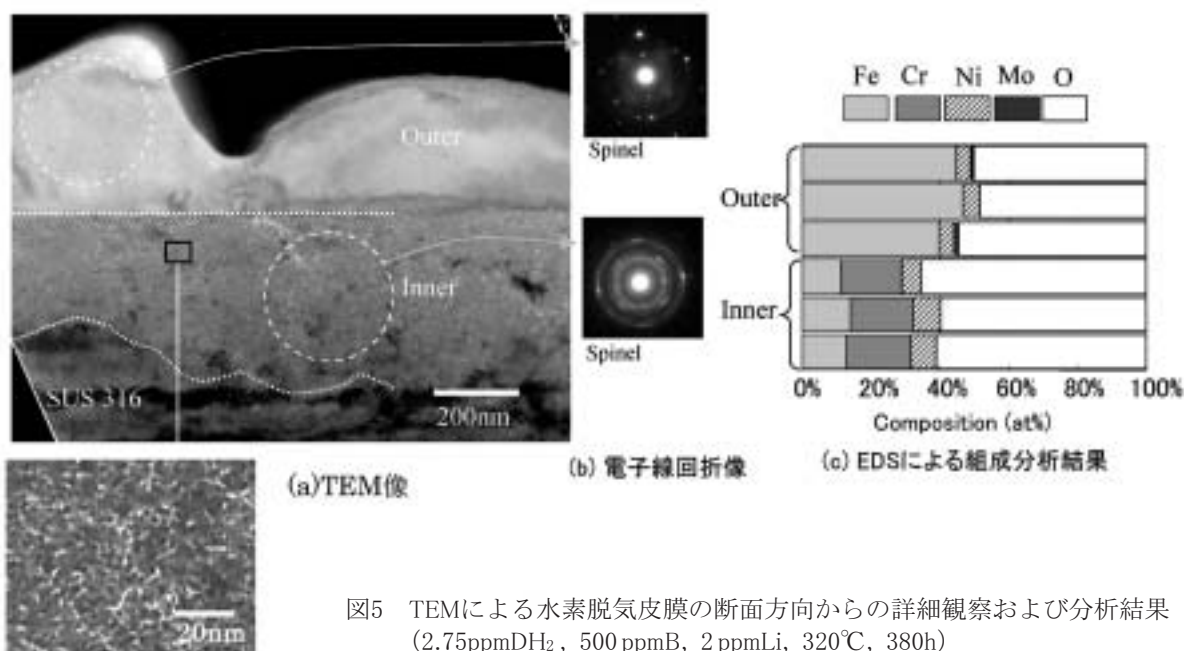 Outer
Inner
SUS 316
200nm
Spinel
Spinel
Fe Cr Ni Mo O
Outer
Inner
0% 20% 40% 60% 80% 100%
Composition (at%)
(a)TEM像
(b) 電子線回折像
(c) EDSによる組成分析結果
20nm
図5 TEMによる水素脱気皮膜の断面方向からの詳細観察および分析結果
(2.75ppmDH₂, 500ppmB, 2ppmLi, 320℃, 380h)